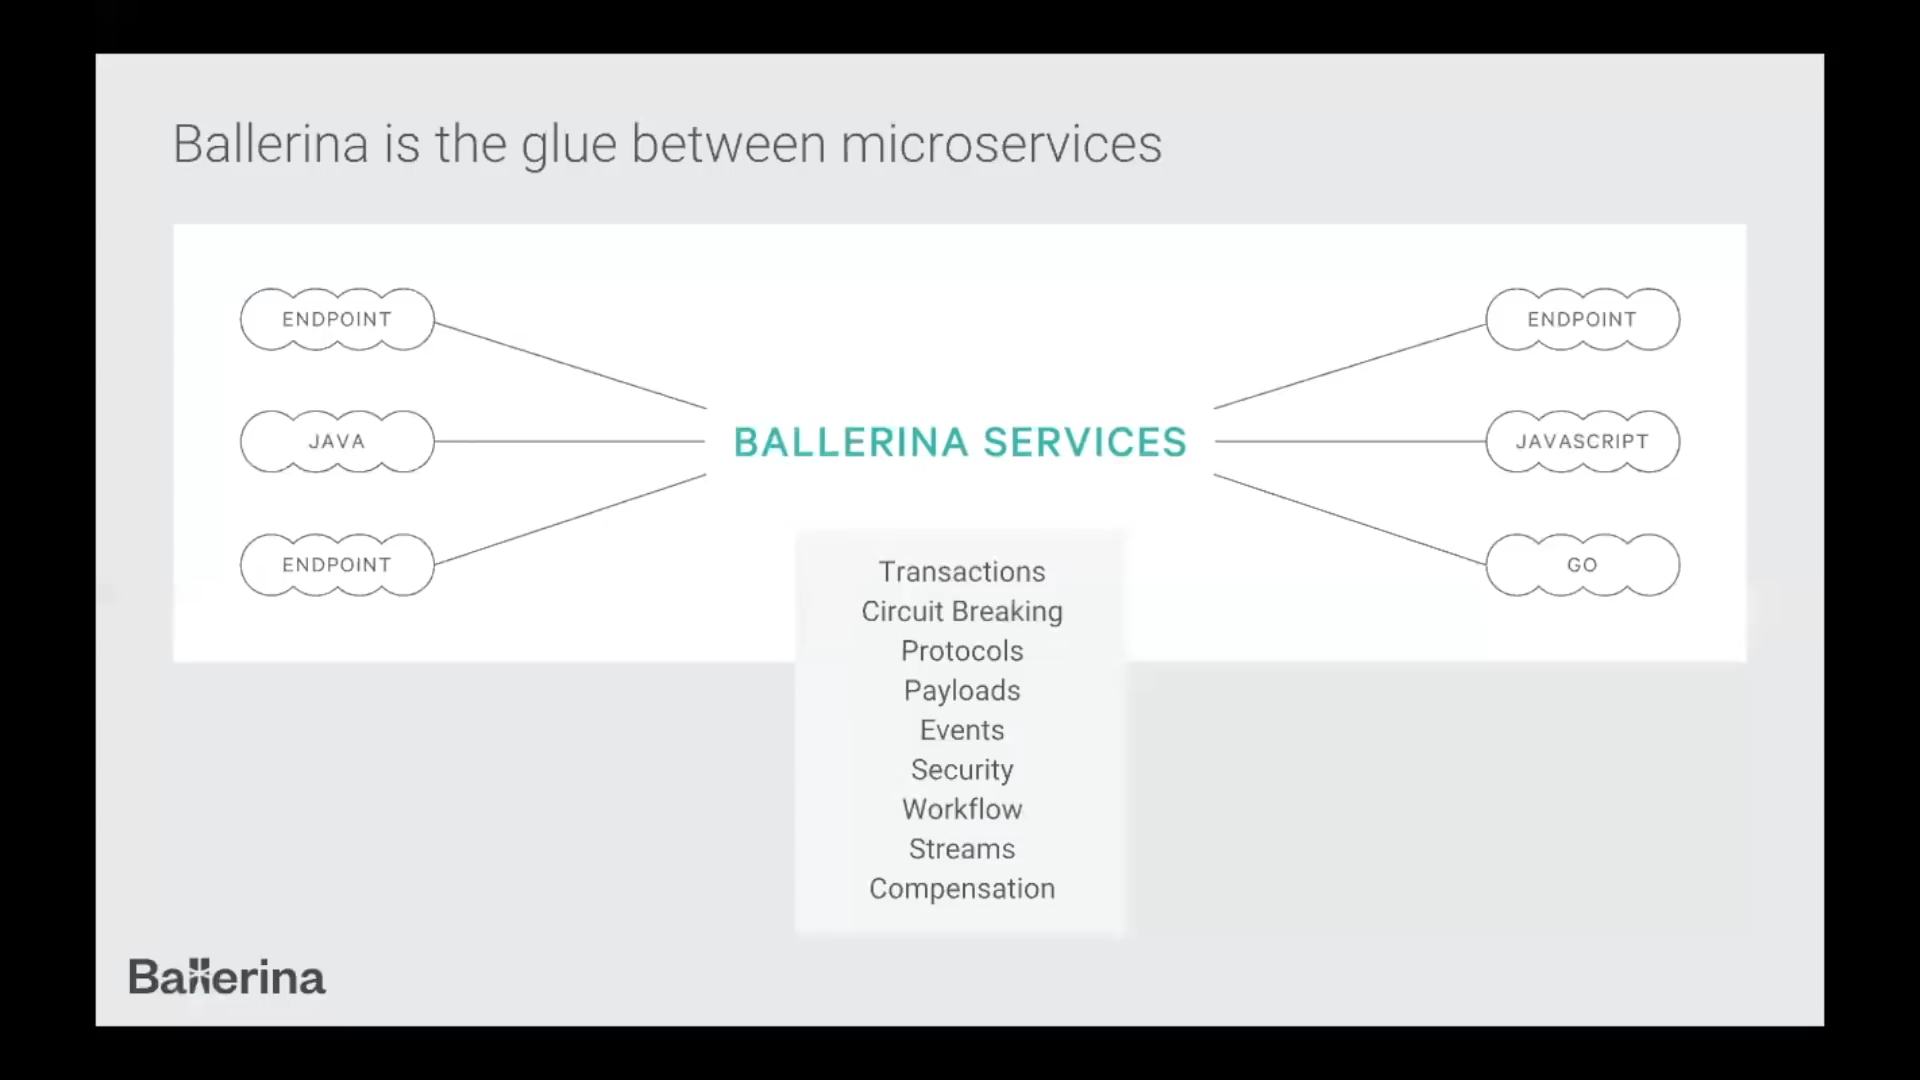 Ballerina is the glue between microservices
ENDPOINT
ENDPOINT
JAVA
BALLERINA SERVICES
JAVASCRIPT
ENDPOINT
GO
Transactions
Circuit Breaking
Protocols
Payloads
Events
Security
Workflow
Streams
Compensation
Ballerina